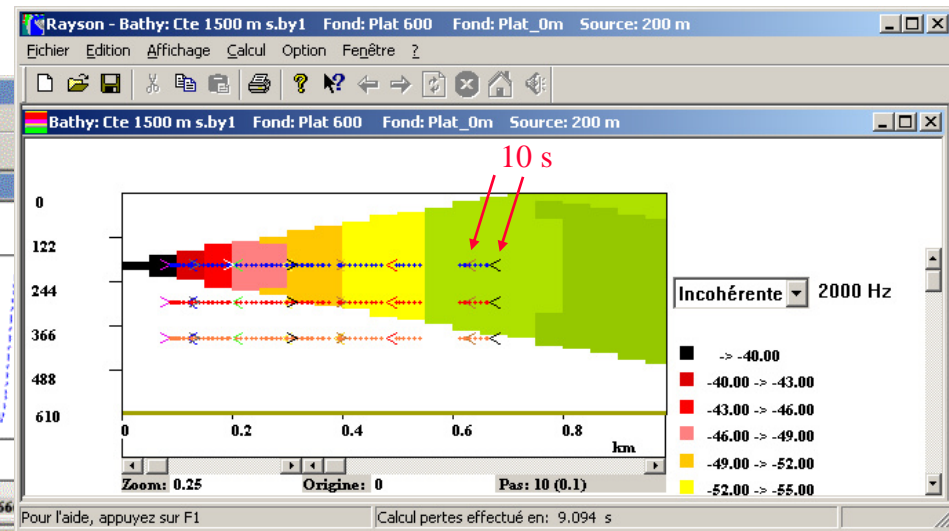 Rayson - Bathy: Cte 1500 m s.by1 Fond: Plat 600 Fond: Plat_0m Source: 200 m
Fichier Edition Affichage Calcul Option Fenêtre ?
Bathy: Cte 1500 m s.by1 Fond: Plat 600 Fond: Plat_0m Source: 200 m
10 s
0
122
244
366
488
610
0 0.2 0.4 0.6 0.8
km
Zoom: 0.25 Origine: 0 Pas: 10 (0.1)
Incohérente 2000 Hz
-> -40.00
-40.00 -> -43.00
-43.00 -> -46.00
-46.00 -> -49.00
-49.00 -> -52.00
-52.00 -> -55.00
Pour l'aide, appuyez sur F1 Calcul pertes effectué en: 9.094 s